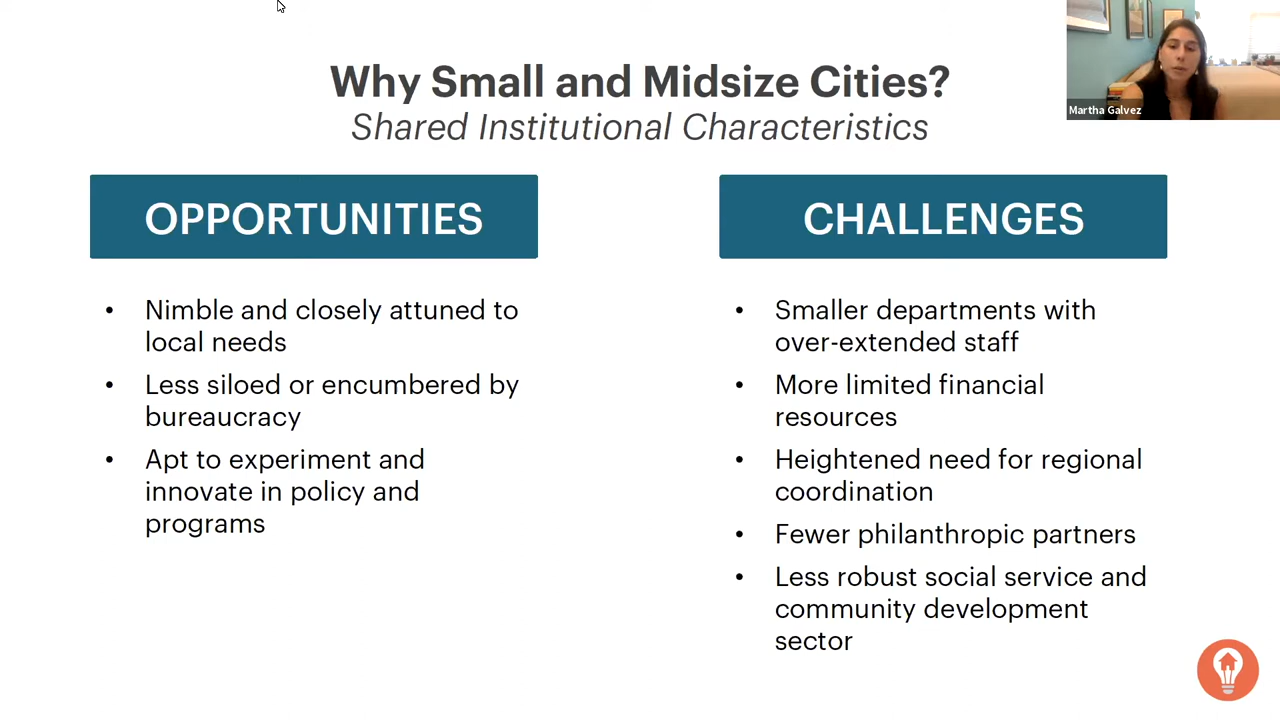 Why Small and Midsize Cities?
Shared Institutional Characteristics
Martha Galvez
OPPORTUNITIES
• Nimble and closely attuned to
local needs
• Less siloed or encumbered by
bureaucracy
• Apt to experiment and
innovate in policy and
programs
CHALLENGES
• Smaller departments with
over-extended staff
• More limited financial
resources
• Heightened need for regional
coordination
• Fewer philanthropic partners
• Less robust social service and
community development
sector